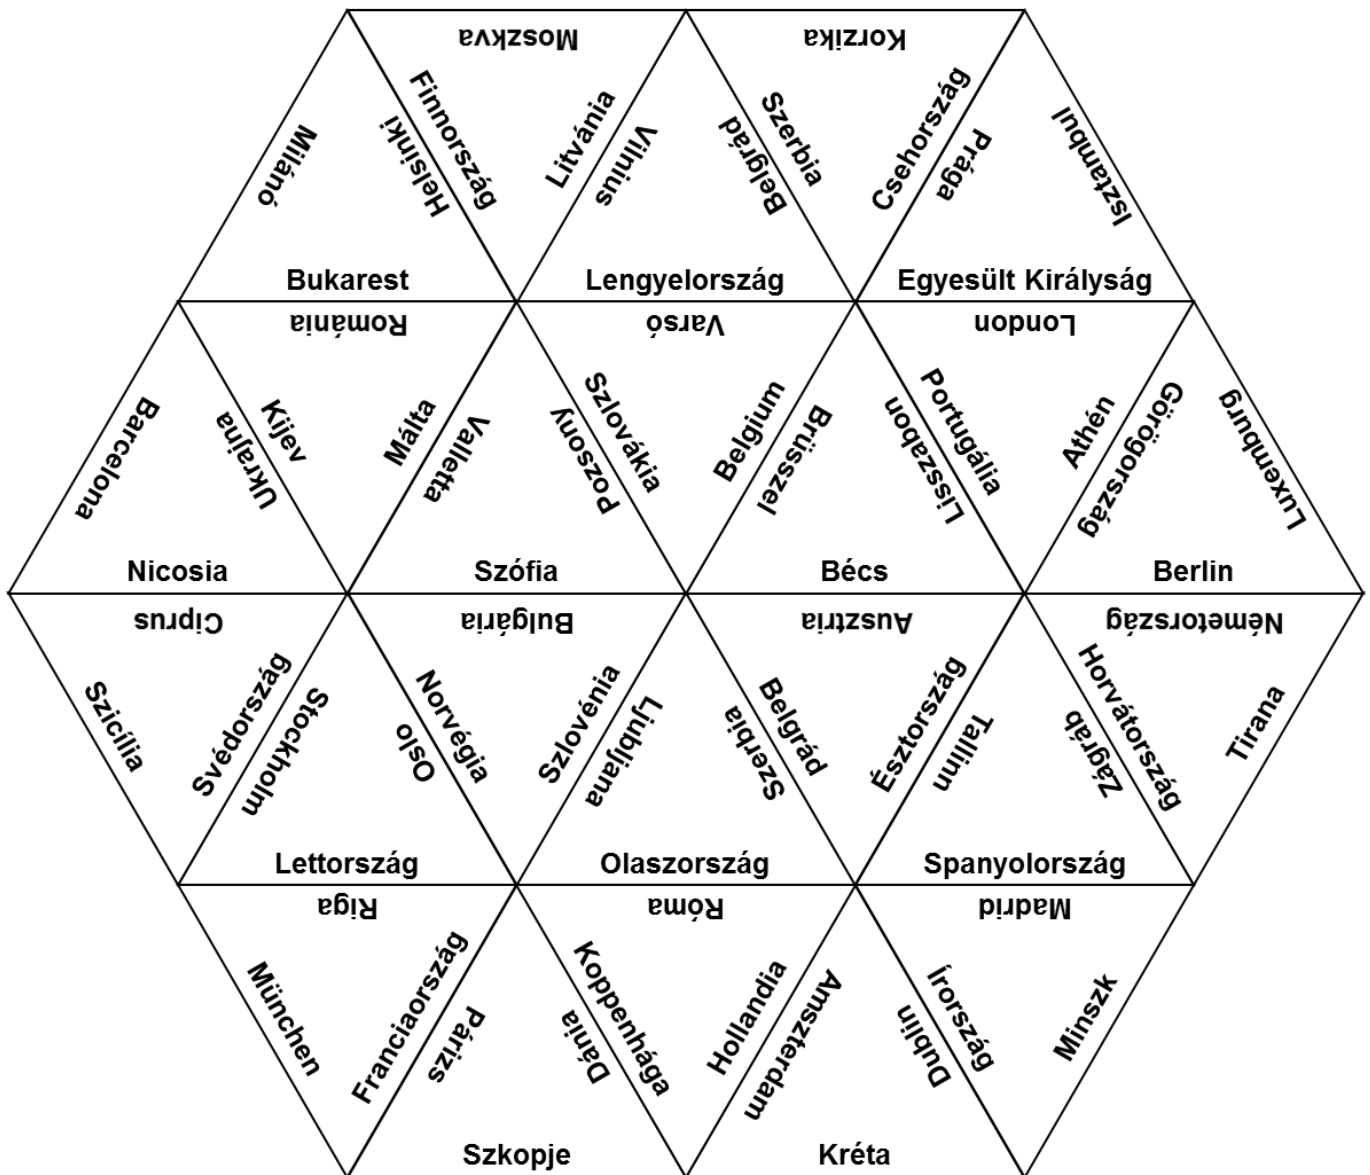 Moszkva
Korzika
Finnország
Helsinki
Litvánia
Vilnius
Szerbia
Belgrád
Csehország
Prága
Isztambul
Milánó
Bukarest
Lengyelország
Egyesült Királyság
Románia
Varsó
London
Barcelona
Ukrajna
Kijev
Málta
Valletta
Pozsony
Szlovákia
Belgium
Brüsszel
Lisszabon
Portugália
Athén
Görögország
Luxemburg
Nicosia
Szófia
Bécs
Berlin
Ciprus
Bulgária
Ausztria
Németország
Szicília
Svédország
Stockholm
Oslo
Norvégia
Szlovénia
Ljubljana
Szerbia
Belgrád
Észtország
Tallinn
Zágráb
Horvátország
Tirana
Lettország
Olaszország
Spanyolország
Riga
Róma
Madrid
München
Franciaország
Párizs
Dánia
Koppenhága
Hollandia
Amszterdam
Dublin
Írország
Minszk
Szkopje
Kréta